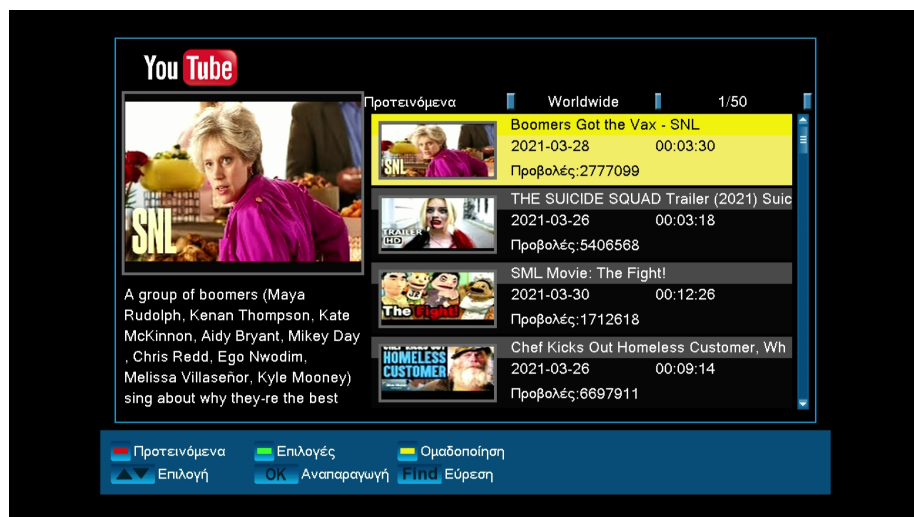 You Tube
Προτεινόμενα Worldwide 1/50
SNL
A group of boomers (Maya
Rudolph, Kenan Thompson, Kate
McKinnon, Aidy Bryant, Mikey Day
, Chris Redd, Ego Nwodim,
Melissa Villaseñor, Kyle Mooney)
sing about why they-re the best
SNL
Boomers Got the Vax - SNL
2021-03-28 00:03:30
Προβολές:2777099
TRAILER
HD
THE SUICIDE SQUAD Trailer (2021) Suic
2021-03-26 00:03:18
Προβολές:5406568
The Fight!
SML Movie: The Fight!
2021-03-30 00:12:26
Προβολές:1712618
HOMELESS
CUSTOMER
Chef Kicks Out Homeless Customer, Wh
2021-03-26 00:09:14
Προβολές:6697911
Προτεινόμενα Επιλογές Ομαδοποίηση
Επιλογή OK Αναπαραγωγή Find Εύρεση